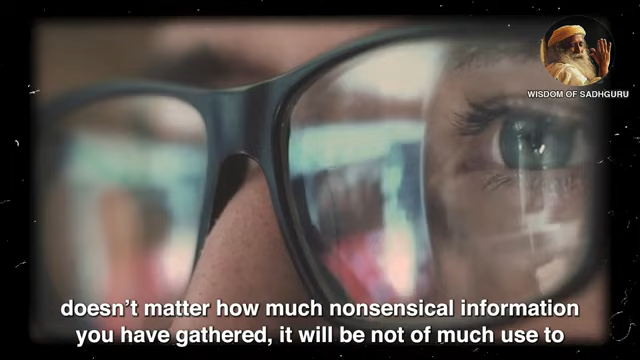 WISDOM OF SADHGURU
doesn't matter how much nonsensical information
you have gathered, it will be not of much use to